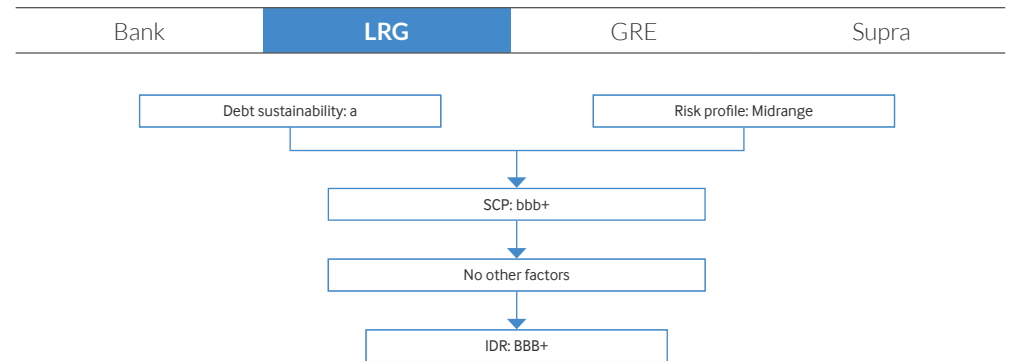 Bank LRG GRE Supra
Debt sustainability: a Risk profile: Midrange
SCP: bbb+
No other factors
IDR: BBB+